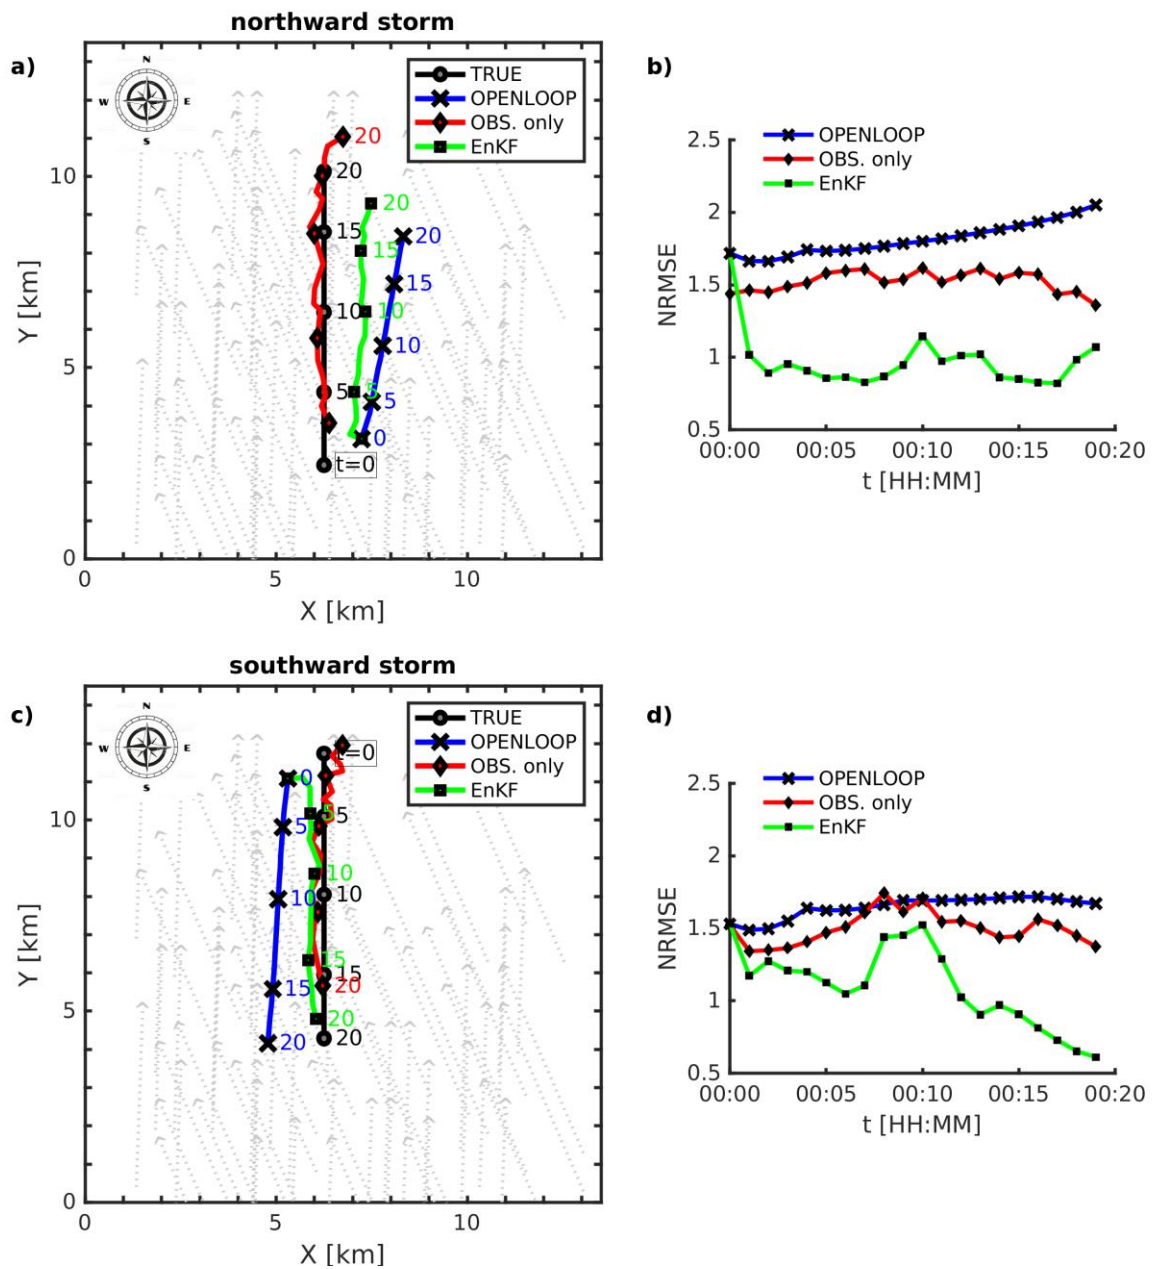 northward storm
a)
N
W E
S
TRUE
OPENLOOP
OBS. only
EnKF
20
20
20
15
15
20
15
10
10
10
5
5
5
0
t=0
10
5
0
Y [km]
0 5 10
X [km]
b)
OPENLOOP
OBS. only
EnKF
2.5
2
1.5
1
0.5
NRMSE
00:00 00:05 00:10 00:15 00:20
t [HH:MM]
southward storm
c)
N
W E
S
TRUE
OPENLOOP
OBS. only
EnKF
t=0
0
5
5
5
10
10
10
15
15
15
20
20
20
20
10
5
0
Y [km]
0 5 10
X [km]
d)
OPENLOOP
OBS. only
EnKF
2.5
2
1.5
1
0.5
NRMSE
00:00 00:05 00:10 00:15 00:20
t [HH:MM]